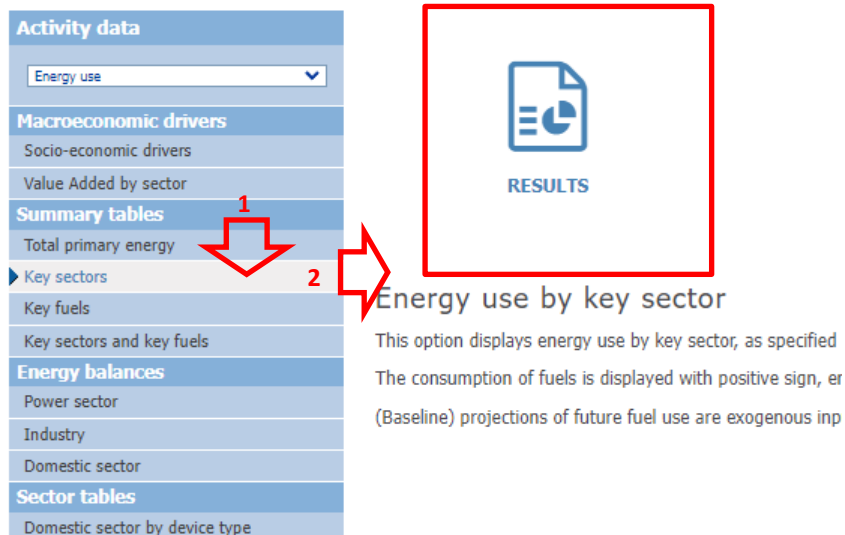 Activity data
Energy use
Macroeconomic drivers
Socio-economic drivers
Value Added by sector
Summary tables
1
Total primary energy
Key sectors
2
Key fuels
Key sectors and key fuels
Energy balances
Power sector
Industry
Domestic sector
Sector tables
Domestic sector by device type
RESULTS
Energy use by key sector
This option displays energy use by key sector, as specified
The consumption of fuels is displayed with positive sign,
(Baseline) projections of future fuel use are exogenous inp